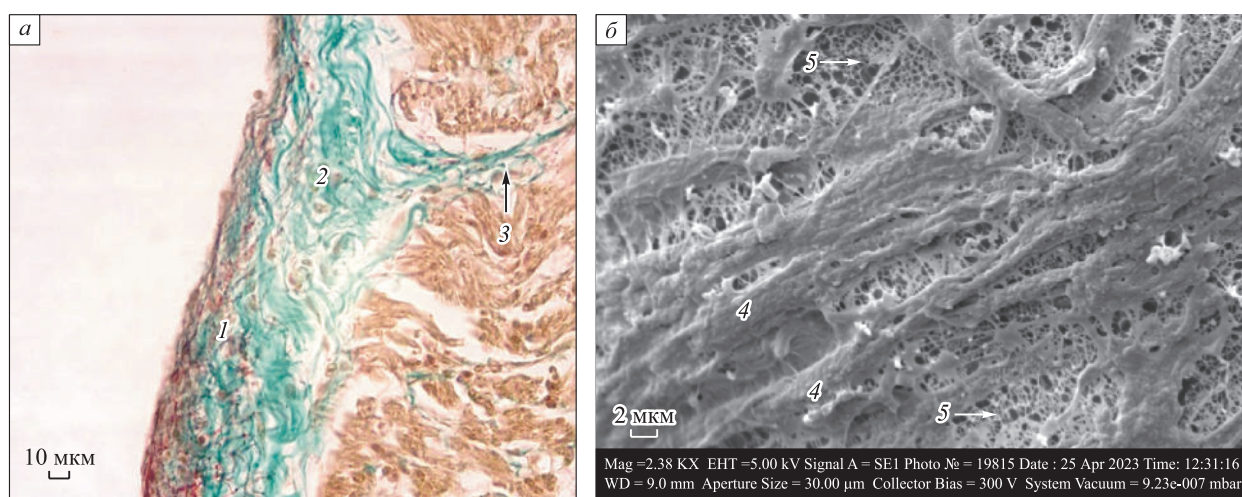 а
2
3
1
10 мкм
б
5
4
4
5
2 мкм
Mag =2.38 KX EHT =5.00 kV Signal A = SE1 Photo № = 19815 Date : 25 Apr 2023 Time: 12:31:16
WD = 9.0 mm Aperture Size = 30.00 µm Collector Bias = 300 V System Vacuum = 9.23e-007 mbar